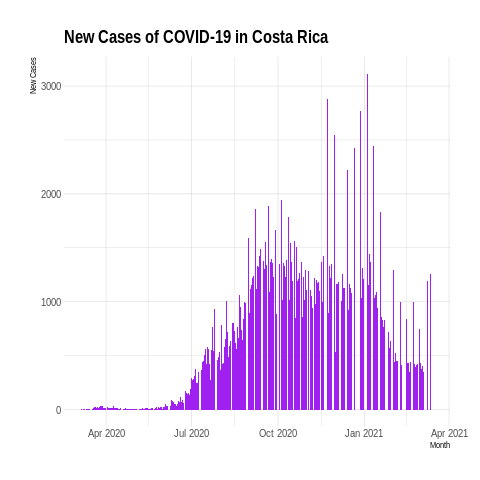 New Cases of COVID-19 in Costa Rica
New Cases
3000
2000
1000
0
Apr 2020
Jul 2020
Oct 2020
Jan 2021
Apr 2021
Month